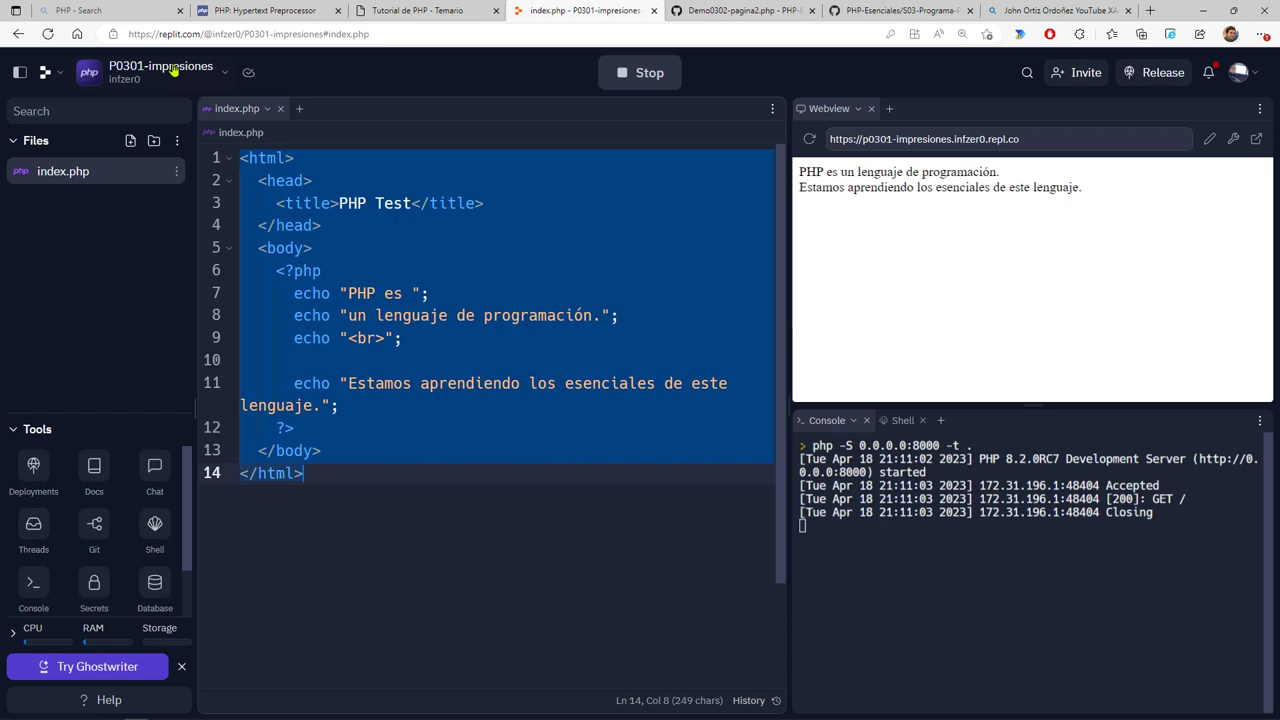 PHP - Search
PHP: Hypertext Preprocessor
Tutorial de PHP - Temario
index.php - P0301-impresiones
Demo0302-pagina2.php - PHP-E
PHP-Esenciales/S03-Programa-P
John Ortiz Ordoñez YouTube XA
https://replit.com/@infzer0/P0301-impresiones#index.php
php
P0301-impresiones
infzer0
Stop
Invite
Release
Search
Files
index.php
Tools
Deployments
Docs
Chat
Threads
Git
Shell
Console
Secrets
Database
CPU
RAM
Storage
Try Ghostwriter
Help
index.php
index.php
1 <html>
2 <head>
3 <title>PHP Test</title>
4 </head>
5 <body>
6 <?php
7 echo "PHP es ";
8 echo "un lenguaje de programación.";
9 echo "<br>";
10
11 echo "Estamos aprendiendo los esenciales de este
lenguaje.";
12 ?>
13 </body>
14 </html>
Ln 14, Col 8 (249 chars)
History
Webview
https://p0301-impresiones.infzer0.repl.co
PHP es un lenguaje de programación.
Estamos aprendiendo los esenciales de este lenguaje.
Console
Shell
> php -S 0.0.0.0:8000 -t .
[Tue Apr 18 21:11:02 2023] PHP 8.2.0RC7 Development Server (http://0.
0.0.0:8000) started
[Tue Apr 18 21:11:03 2023] 172.31.196.1:48404 Accepted
[Tue Apr 18 21:11:03 2023] 172.31.196.1:48404 [200]: GET /
[Tue Apr 18 21:11:03 2023] 172.31.196.1:48404 Closing